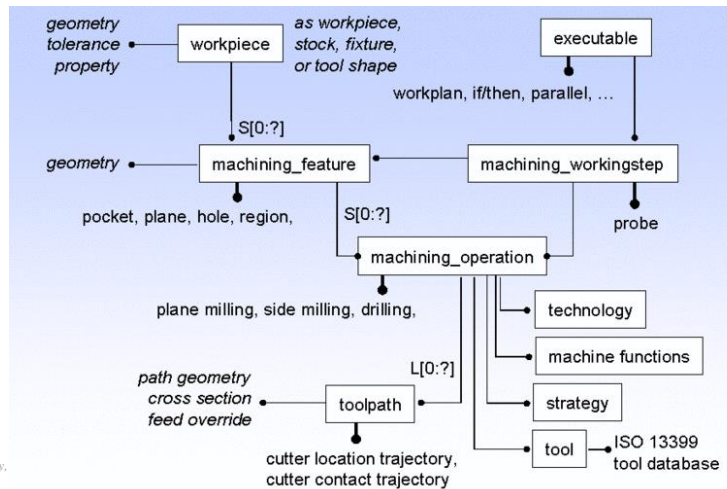 geometry
tolerance
property
workpiece
as workpiece,
stock, fixture,
or tool shape
executable
workplan, if/then, parallel, ...
S[0:?]
geometry
machining_feature
machining_workingstep
pocket, plane, hole, region,
S[0:?]
probe
machining_operation
plane milling, side milling, drilling,
technology
machine functions
L[0:?]
path geometry
cross section
feed override
toolpath
strategy
tool
ISO 13399
tool database
cutter location trajectory,
cutter contact trajectory